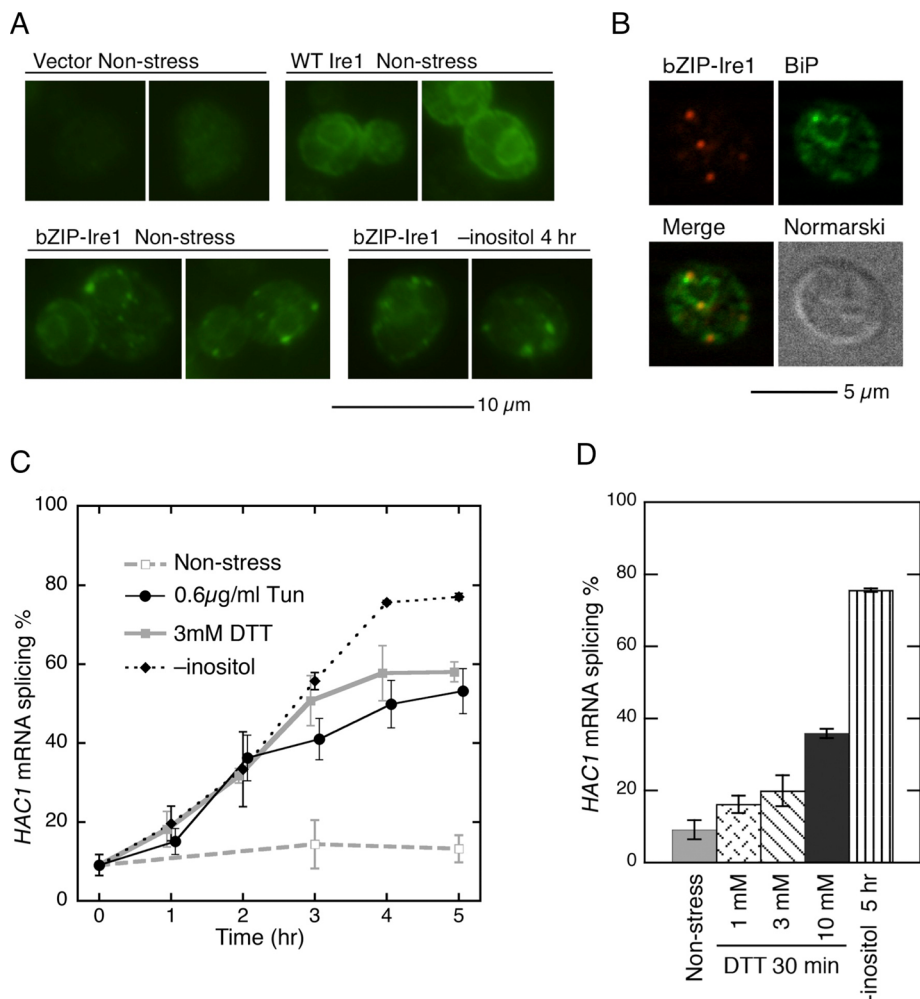 A
Vector Non-stress
WT Ire1 Non-stress
bZIP-Ire1 Non-stress
–inositol 4 hr
bZIP-Ire1
10 µm
B
bZIP-Ire1
BiP
Merge
Normarski
5 µm
C
100
80
60
40
20
0
HAC1 mRNA splicing %
Non-stress
0.6µg/ml Tun
3mM DTT
–inositol
0 1 2 3 4 5
Time (hr)
D
100
80
60
40
20
0
HAC1 mRNA splicing %
Non-stress
1 mM
3 mM
10 mM
DTT 30 min
-inositol 5 hr